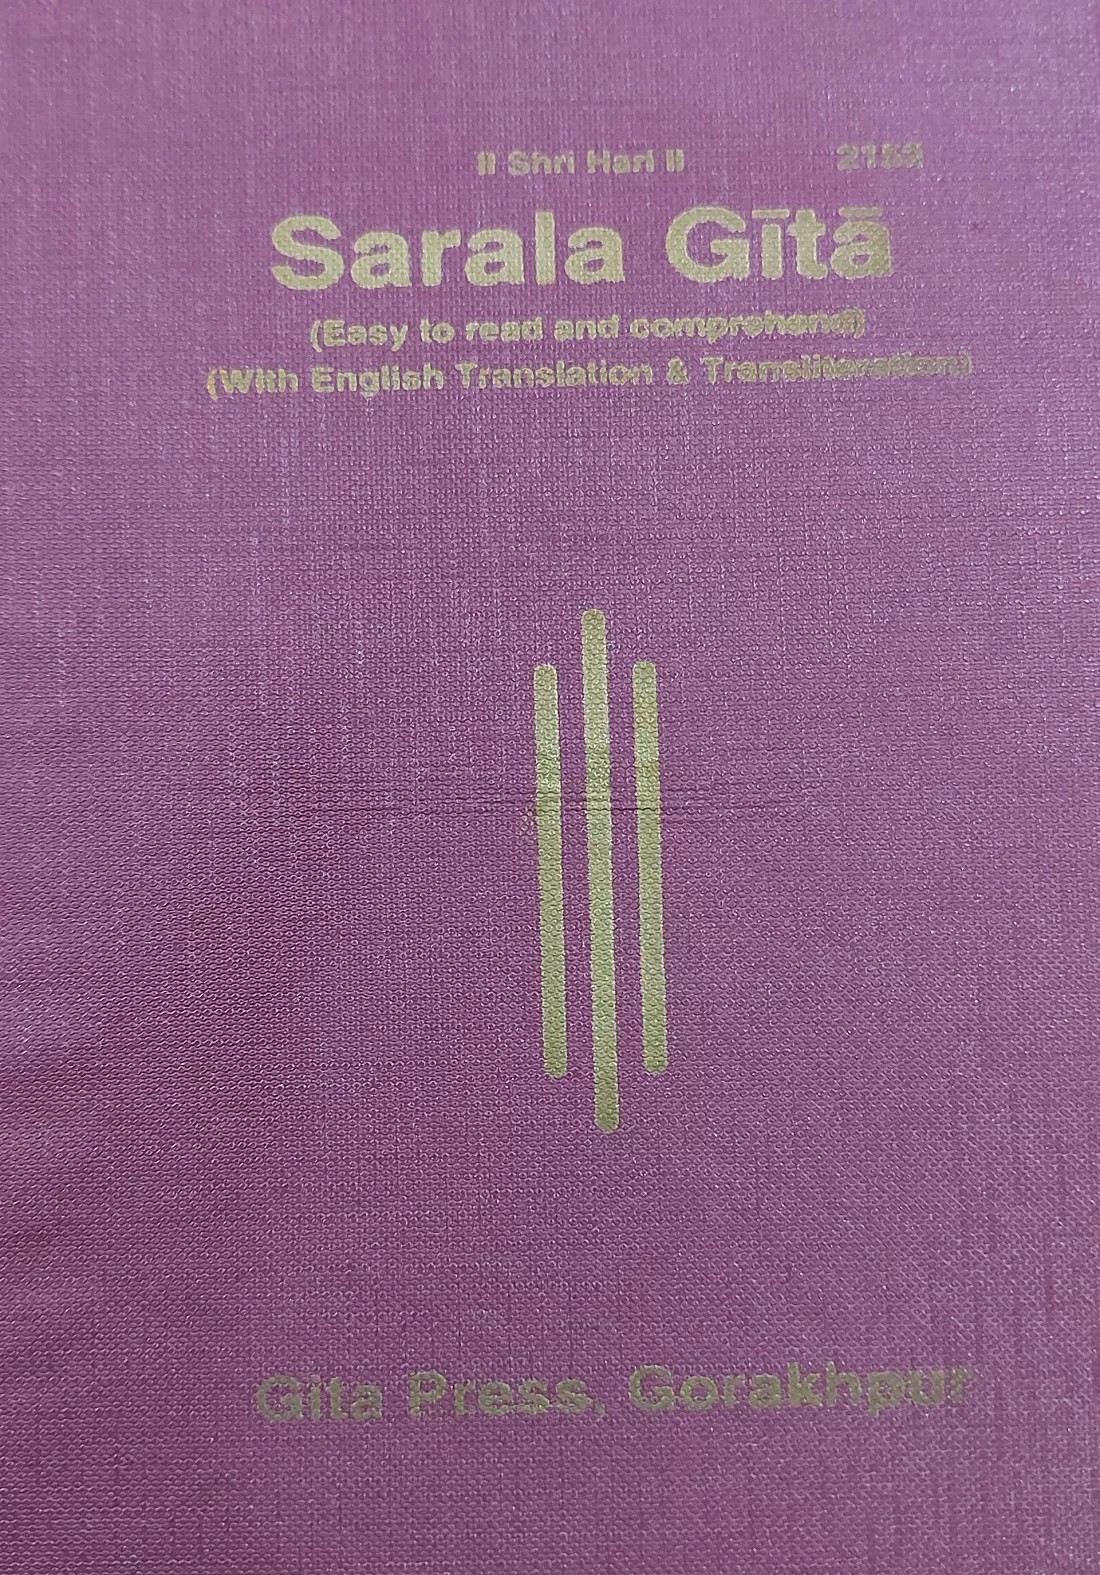 ॥ Shri Hari ॥
Sarala Gītā
(Easy to read and comprehend)
(With English Translation & Transliteration)
Gita Press, Gorakhpur